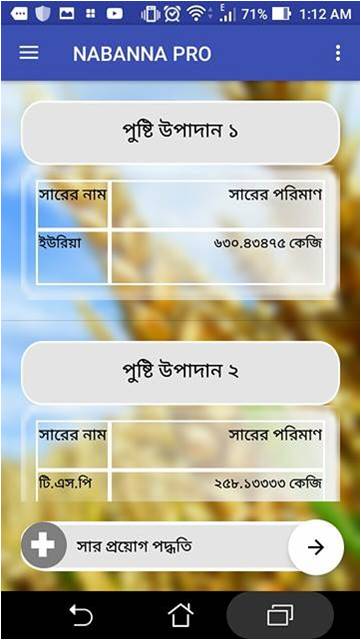 E
71%
1:12 AM
NABANNA PRO
পুষ্টি উপাদান ১
সারের নাম সারের পরিমাণ
ইউরিয়া ৬৩০.৪৩৪৭৫ কেজি
পুষ্টি উপাদান ২
সারের নাম সারের পরিমাণ
টি.এস.পি ২৫৮.১৩৩৩৩ কেজি
সার প্রয়োগ পদ্ধতি